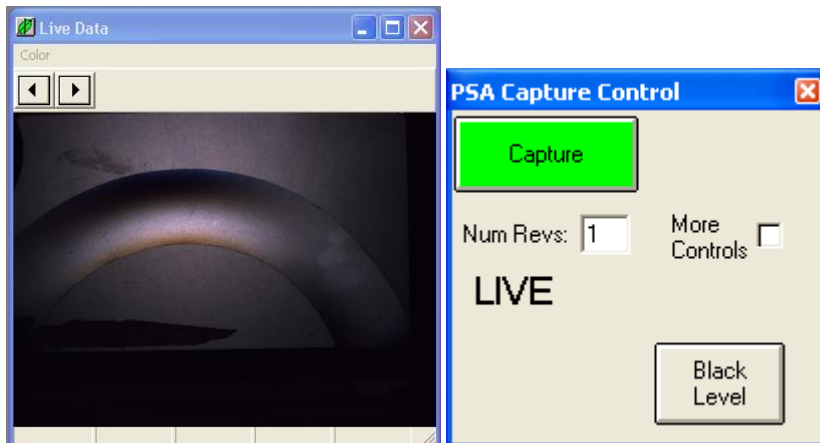 Live Data
Color
PSA Capture Control
Capture
Num Revs: 1
More
Controls
LIVE
Black
Level